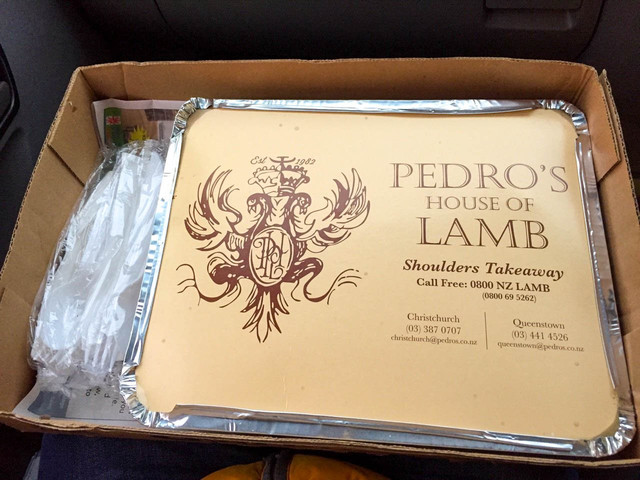 Est 1982
PH
PEDRO'S
HOUSE OF
LAMB
Shoulders Takeaway
Call Free: 0800 NZ LAMB
(0800 69 5262)
Christchurch
(03) 387 0707
christchurch@pedros.co.nz
Queenstown
(03) 441 4526
queenstown@pedros.co.nz